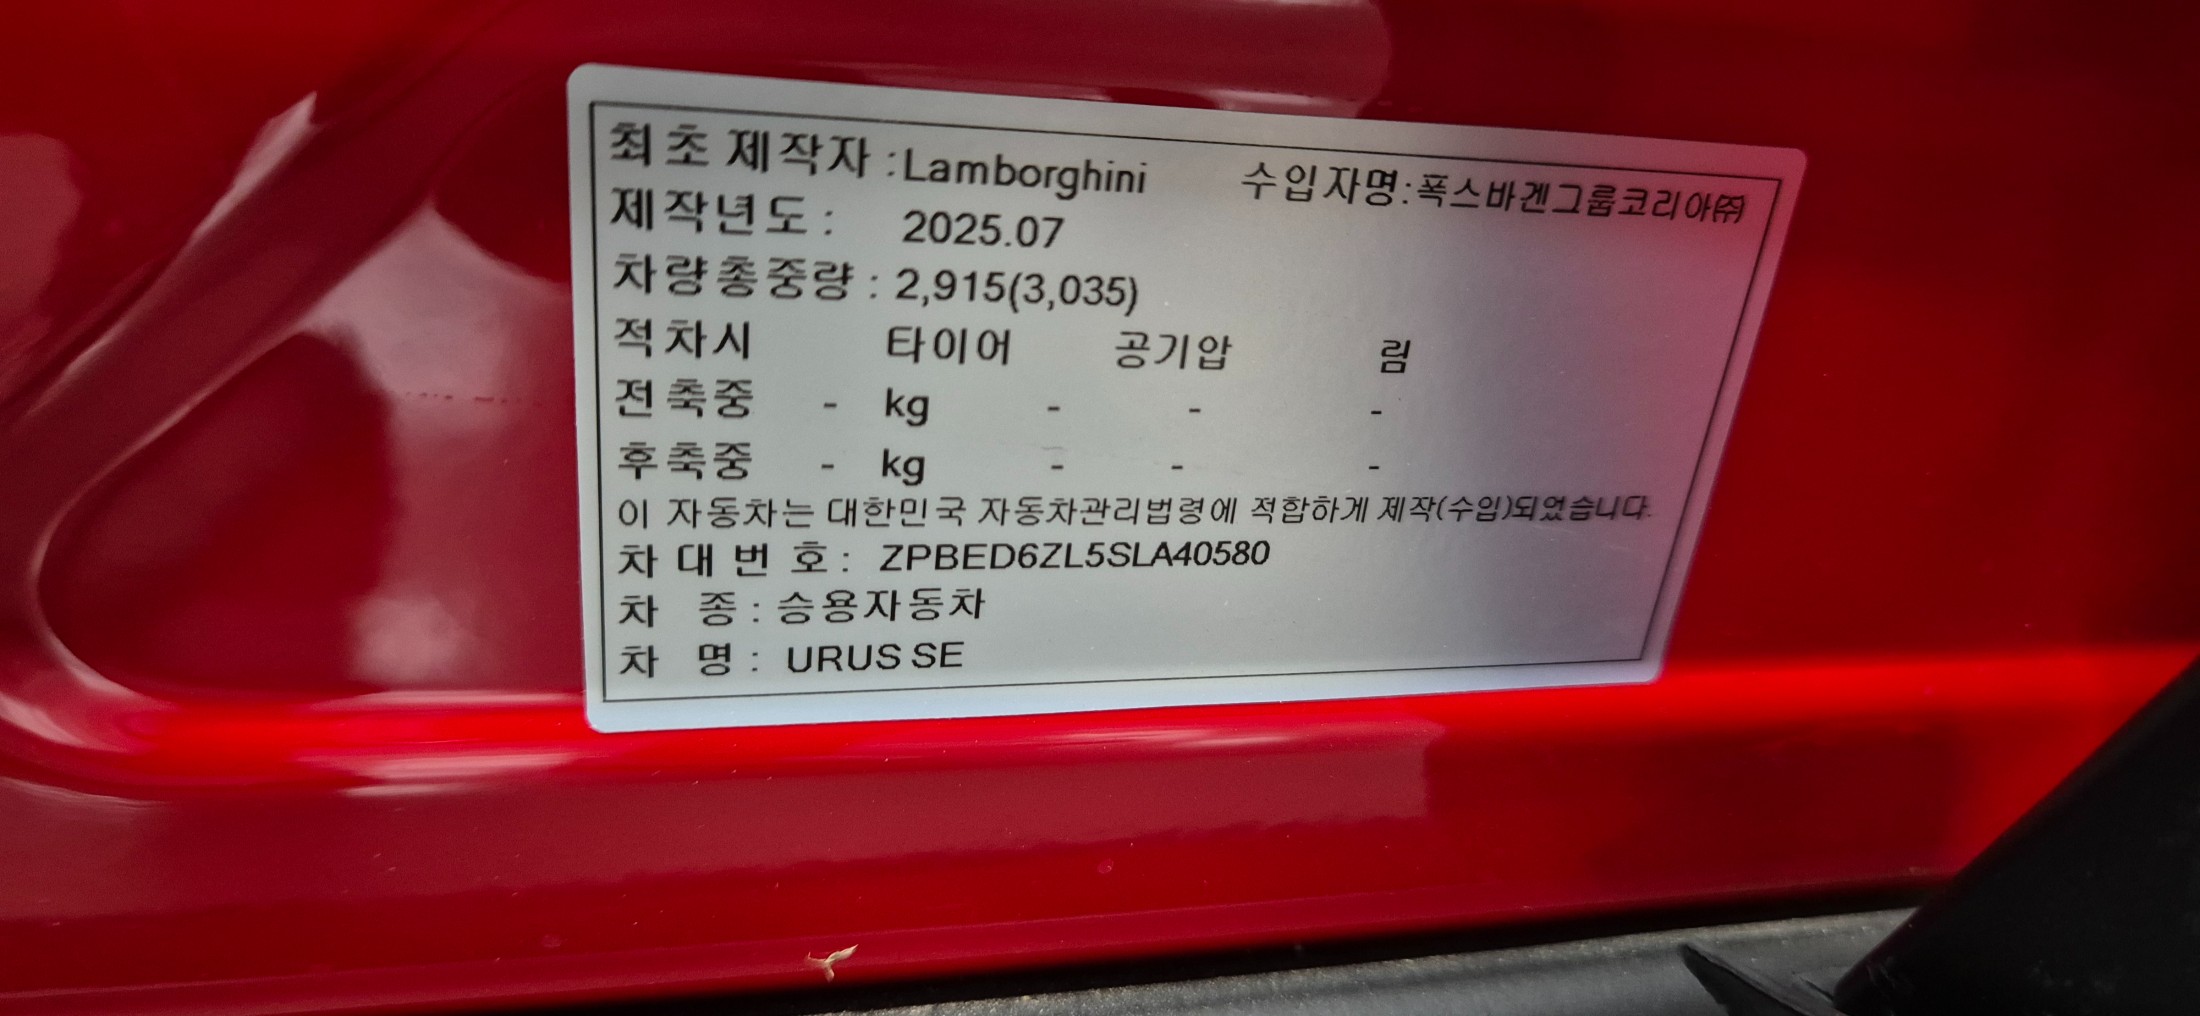 최초 제작자 : Lamborghini 수입자명 : 폭스바겐그룹코리아㈜
제작년도 : 2025.07
차량총중량 : 2,915(3,035)
적차시 타이어 공기압 림
전축중 - kg - - -
후축중 - kg - - -
이 자동차는 대한민국 자동차관리법령에 적합하게 제작(수입)되었습니다.
차대번호 : ZPBED6ZL5SLA40580
차 종 : 승용자동차
차 명 : URUS SE